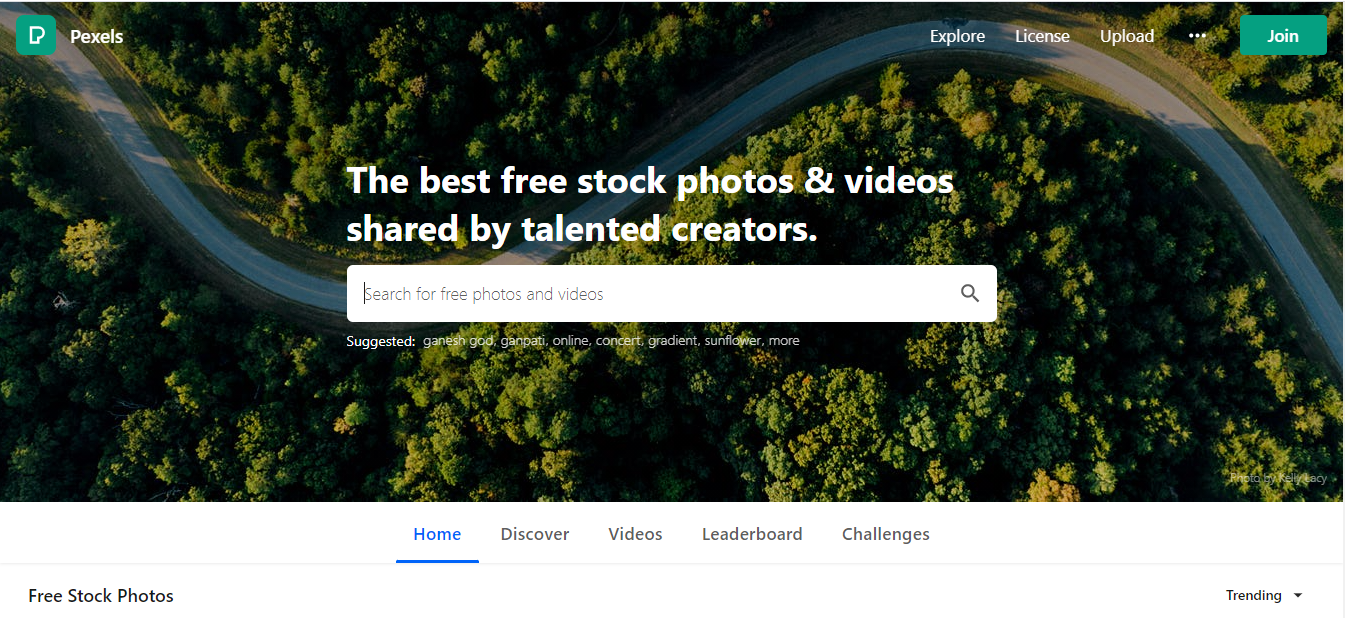 Pexels
Explore
License
Upload
Join
The best free stock photos & videos
shared by talented creators.
Search for free photos and videos
Suggested: ganesh god, ganpati, online, concert, gradient, sunflower, more
Photo by Kelly Lacy
Home
Discover
Videos
Leaderboard
Challenges
Free Stock Photos
Trending